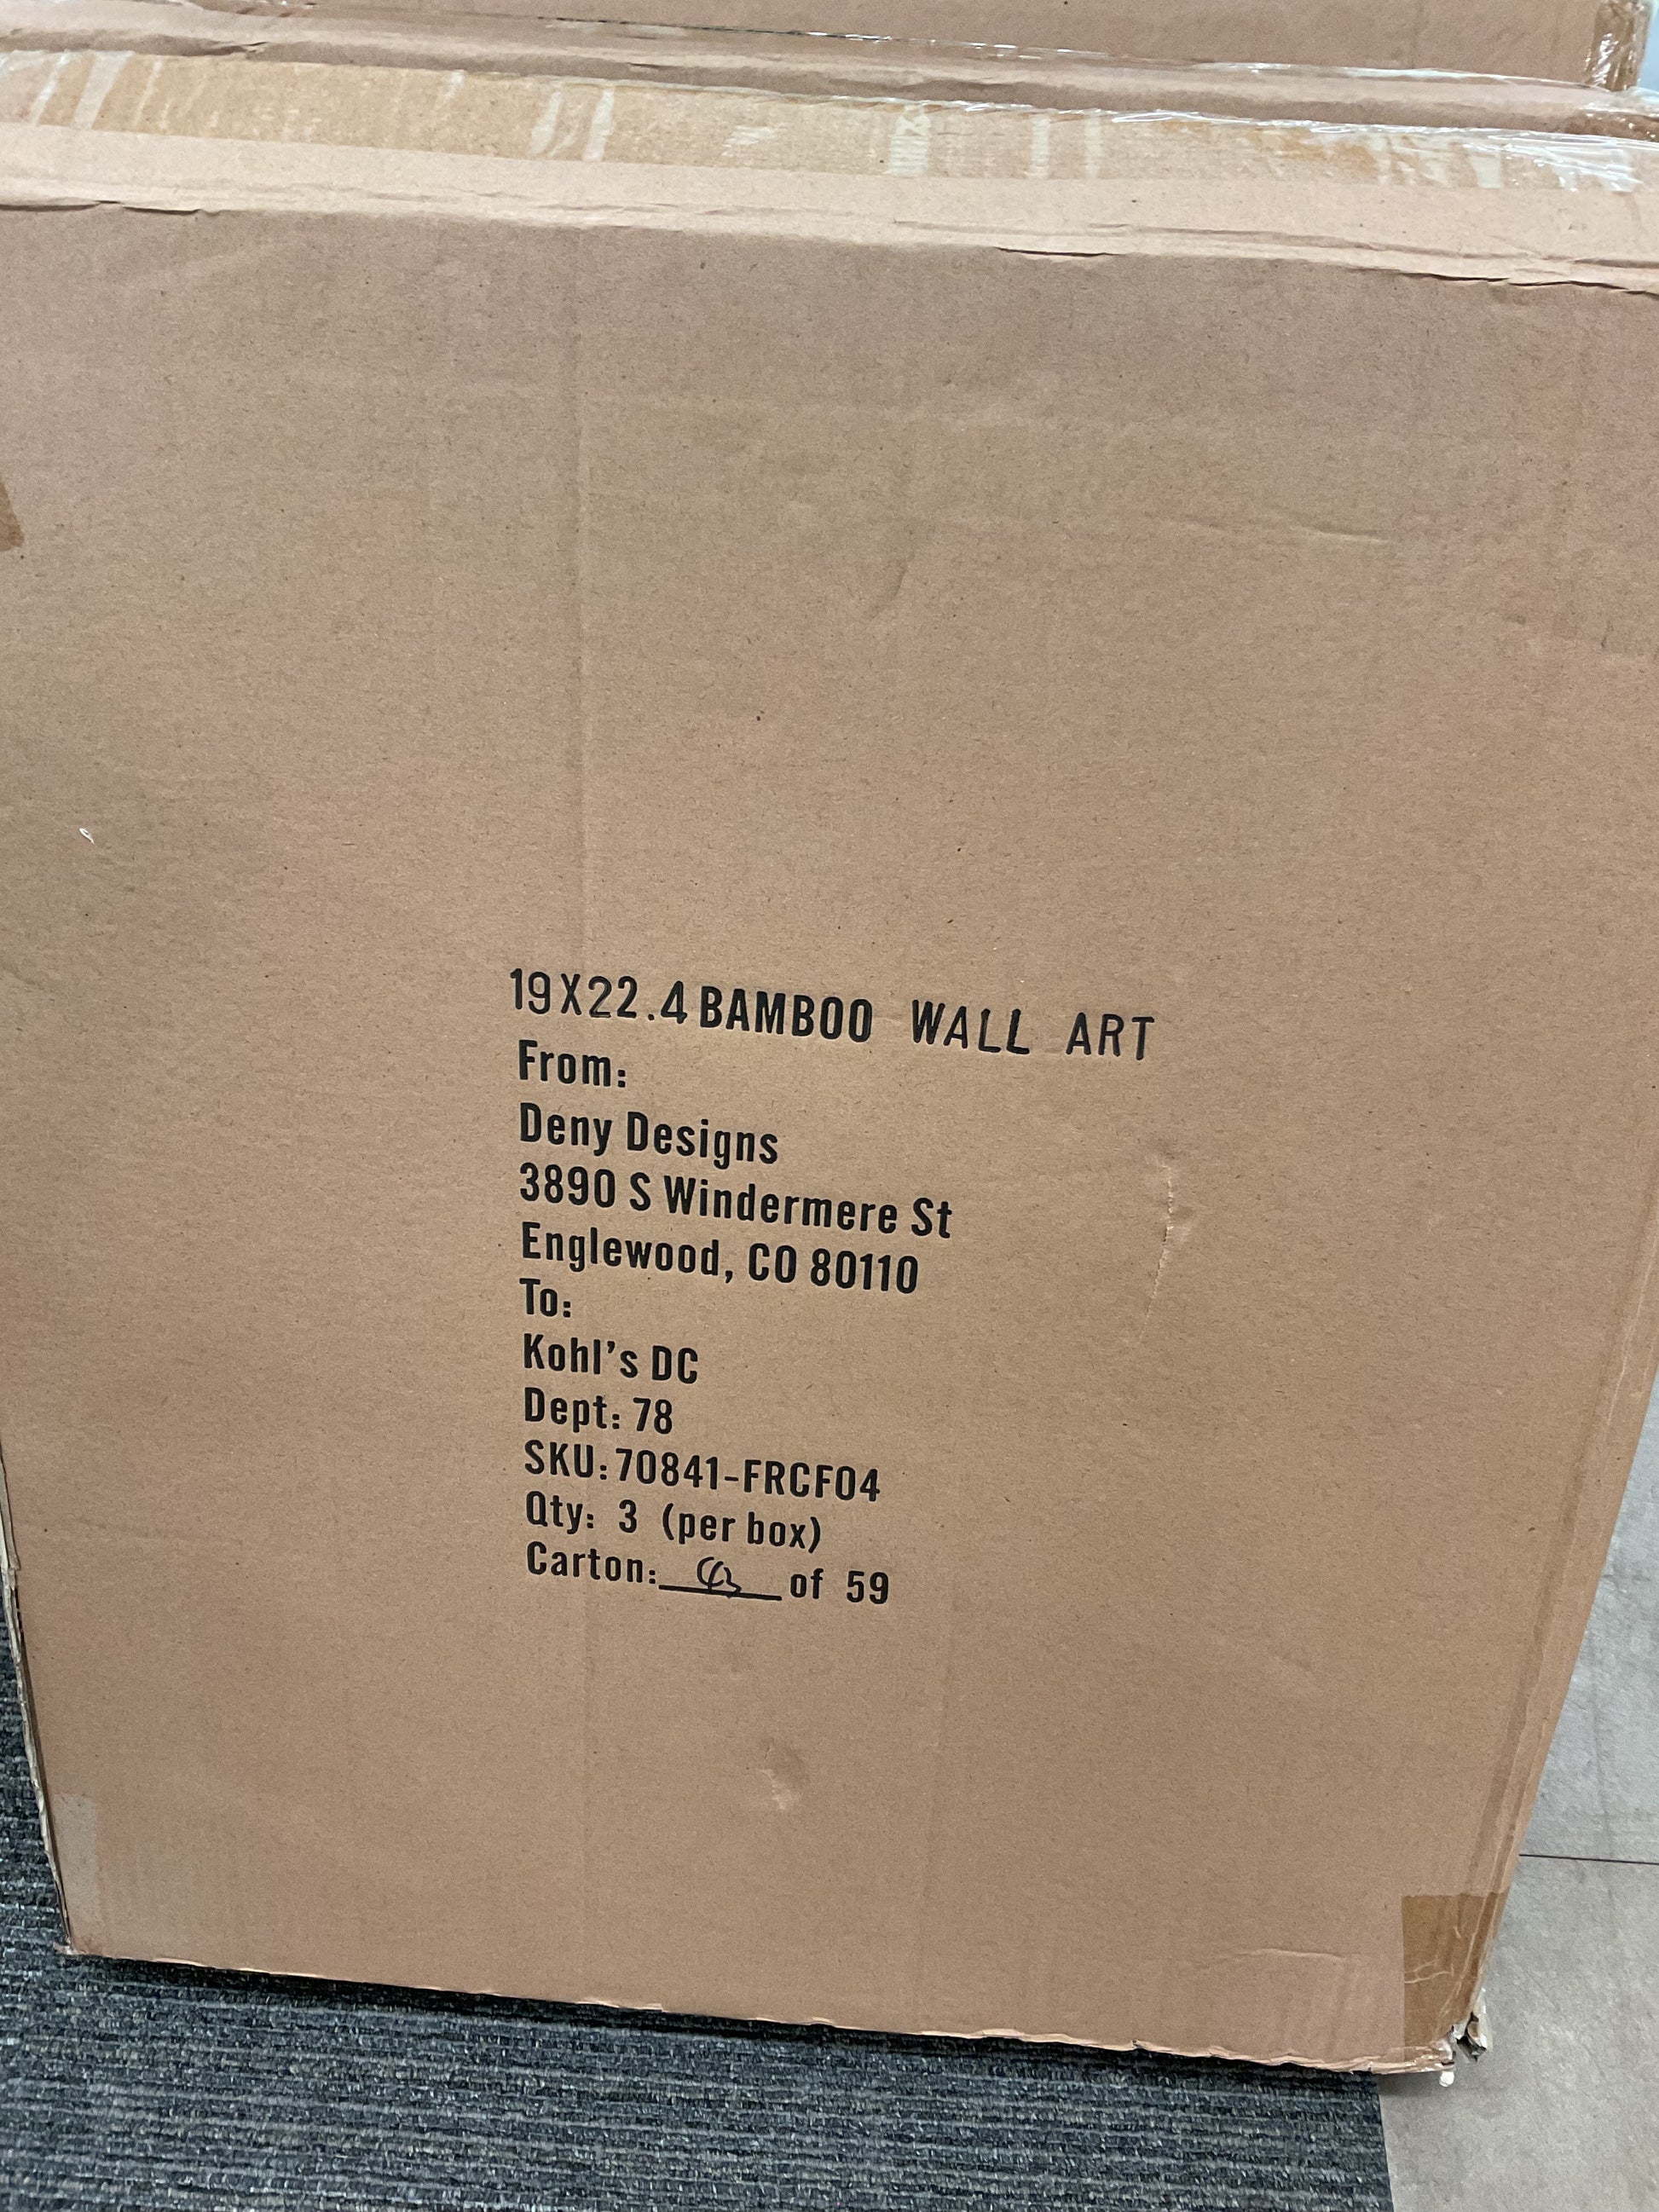 19X22.4 BAMBOO WALL ART
From:
Deny Designs
3890 S Windermere St
Englewood, CO 80110
To:
Kohl's DC
Dept: 78
SKU: 70841-FRCF04
Qty: 3 (per box)
Carton: 43 of 59